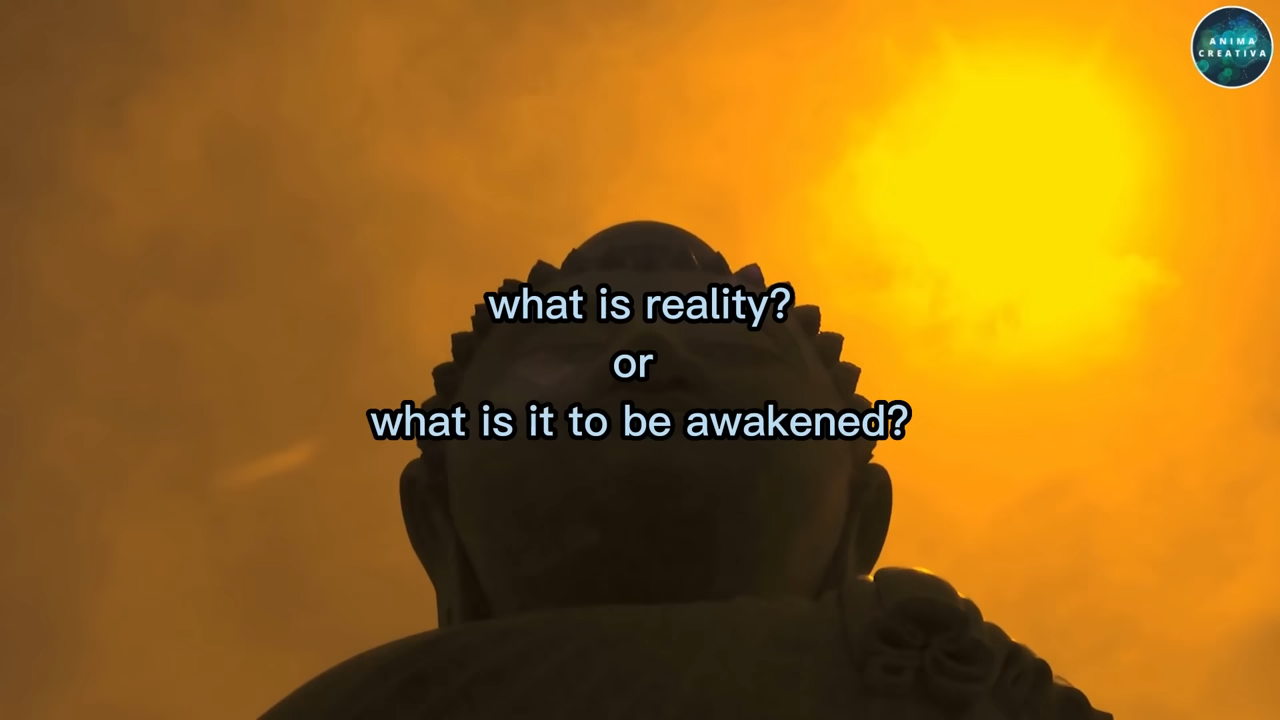 ANIMA
CREATIVA
what is reality?
or
what is it to be awakened?